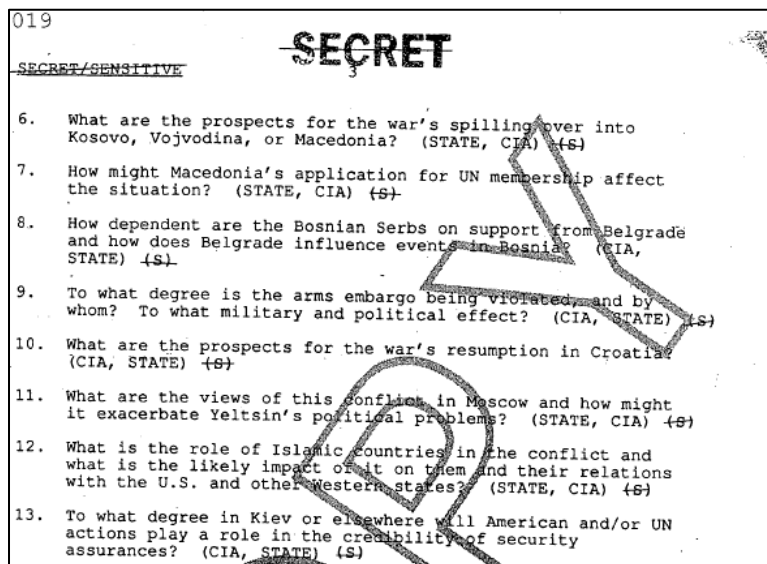 019
SECRET
SECRET/SENSITIVE
3
6. What are the prospects for the war's spilling over into
Kosovo, Vojvodina, or Macedonia? (STATE, CIA) (S)
7. How might Macedonia's application for UN membership affect
the situation? (STATE, CIA) (S)
8. How dependent are the Bosnian Serbs on support from Belgrade
and how does Belgrade influence events in Bosnia? (CIA,
STATE) (S)
9. To what degree is the arms embargo being violated, and by
whom? To what military and political effect? (CIA, STATE) (S)
10. What are the prospects for the war's resumption in Croatia?
(CIA, STATE) (S)
11. What are the views of this conflict in Moscow and how might
it exacerbate Yeltsin's political problems? (STATE, CIA) (S)
12. What is the role of Islamic countries in the conflict and
what is the likely impact of it on them and their relations
with the U.S. and other Western states? (STATE, CIA) (S)
13. To what degree in Kiev or elsewhere will American and/or UN
actions play a role in the credibility of security
assurances? (CIA, STATE) (S)